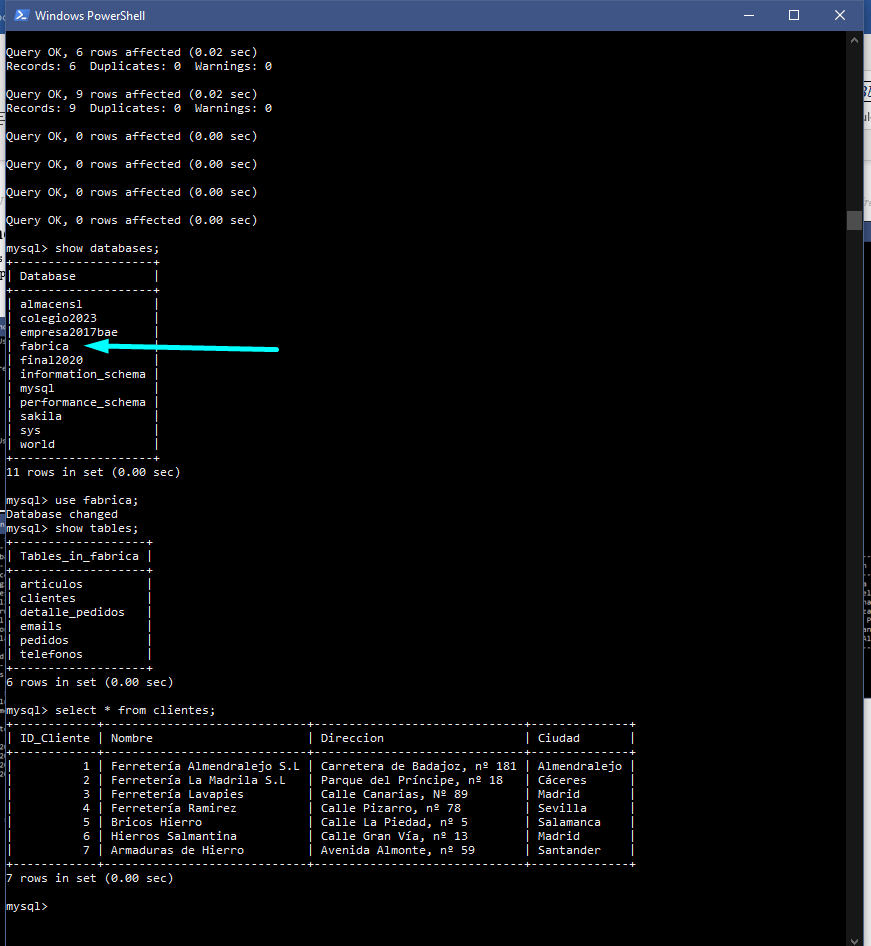 Windows PowerShell
Query OK, 6 rows affected (0.02 sec)
Records: 6  Duplicates: 0  Warnings: 0
Query OK, 9 rows affected (0.02 sec)
Records: 9  Duplicates: 0  Warnings: 0
Query OK, 0 rows affected (0.00 sec)
Query OK, 0 rows affected (0.00 sec)
Query OK, 0 rows affected (0.00 sec)
Query OK, 0 rows affected (0.00 sec)
mysql> show databases;
+--------------------+
| Database           |
+--------------------+
| almacensl          |
| colegio2023        |
| empresa2017bae     |
| fabrica            |
| final2020          |
| information_schema |
| mysql              |
| performance_schema |
| sakila             |
| sys                |
| world              |
+--------------------+
11 rows in set (0.00 sec)
mysql> use fabrica;
Database changed
mysql> show tables;
+-------------------+
| Tables_in_fabrica |
+-------------------+
| articulos         |
| clientes          |
| detalle_pedidos   |
| emails            |
| pedidos           |
| telefonos         |
+-------------------+
6 rows in set (0.00 sec)
mysql> select * from clientes;
+------------+-----------------------------+------------------------------+--------------+
| ID_Cliente | Nombre                      | Direccion                    | Ciudad       |
+------------+-----------------------------+------------------------------+--------------+
|          1 | Ferretería Almendralejo S.L | Carretera de Badajoz, nº 181 | Almendralejo |
|          2 | Ferretería La Madrila S.L   | Parque del Príncipe, nº 18   | Cáceres      |
|          3 | Ferretería Lavapies         | Calle Canarias, Nº 89        | Madrid       |
|          4 | Ferretería Ramirez          | Calle Pizarro, nº 78         | Sevilla      |
|          5 | Bricos Hierro               | Calle La Piedad, nº 5        | Salamanca    |
|          6 | Hierros Salmantina          | Calle Gran Vía, nº 13        | Madrid       |
|          7 | Armaduras de Hierro         | Avenida Almonte, nº 59       | Santander    |
+------------+-----------------------------+------------------------------+--------------+
7 rows in set (0.00 sec)
mysql>